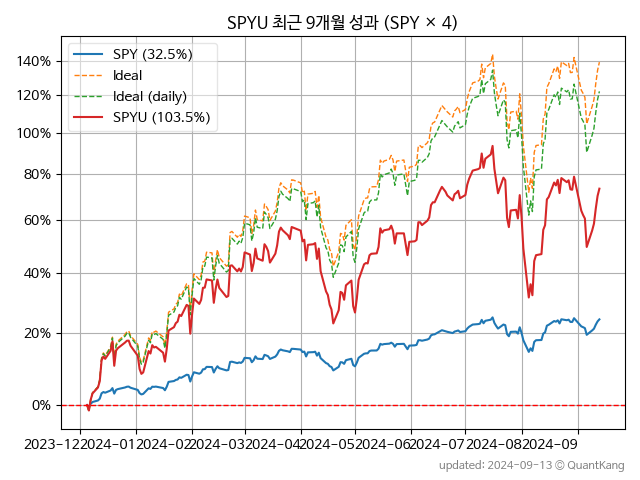 SPYU 최근 9개월 성과 (SPY × 4)
SPY (32.5%)
Ideal
Ideal (daily)
SPYU (103.5%)
140%
120%
100%
80%
60%
40%
20%
0%
2023-12 2024-01 2024-02 2024-03 2024-04 2024-05 2024-06 2024-07 2024-08 2024-09
updated: 2024-09-13 © QuantKang